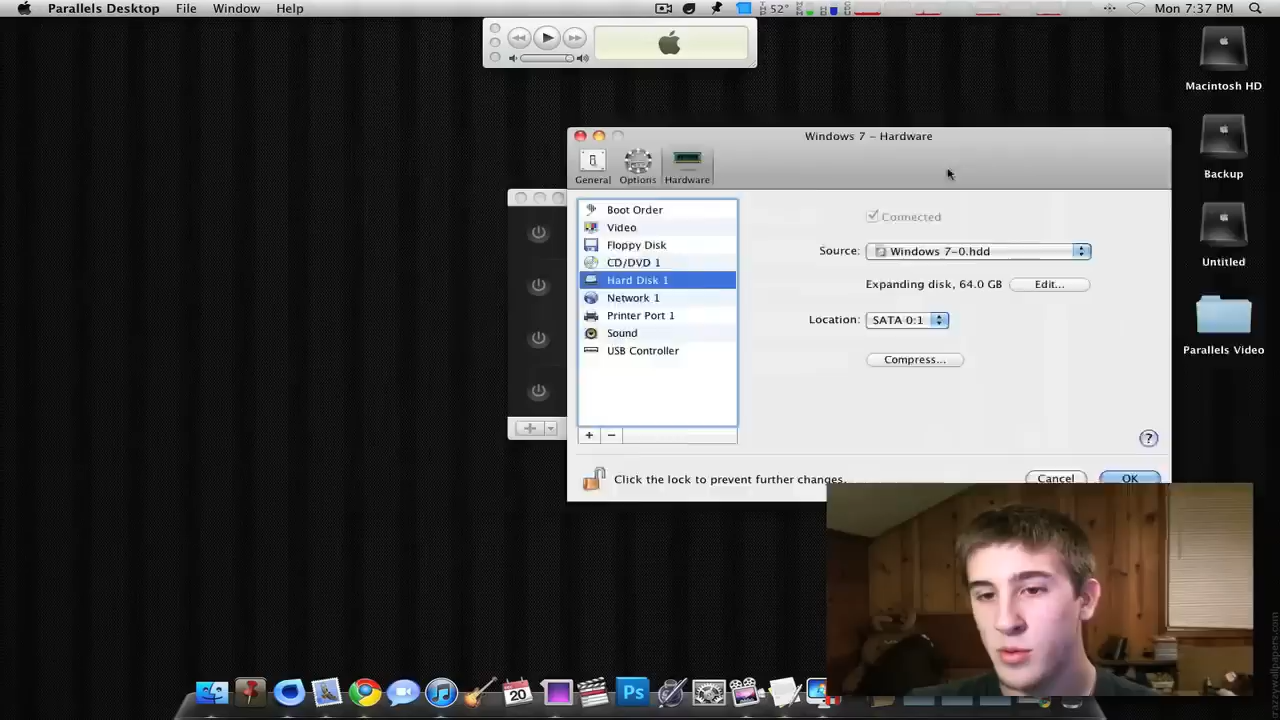 Parallels Desktop File Window Help
52° Mon 7:37 PM
Macintosh HD
Backup
Untitled
Parallels Video
Windows 7 – Hardware
General Options Hardware
Boot Order
Video
Floppy Disk
CD/DVD 1
Hard Disk 1
Network 1
Printer Port 1
Sound
USB Controller
Connected
Source: Windows 7-0.hdd
Expanding disk, 64.0 GB Edit...
Location: SATA 0:1
Compress...
?
Click the lock to prevent further changes.
Cancel OK
20
Ps